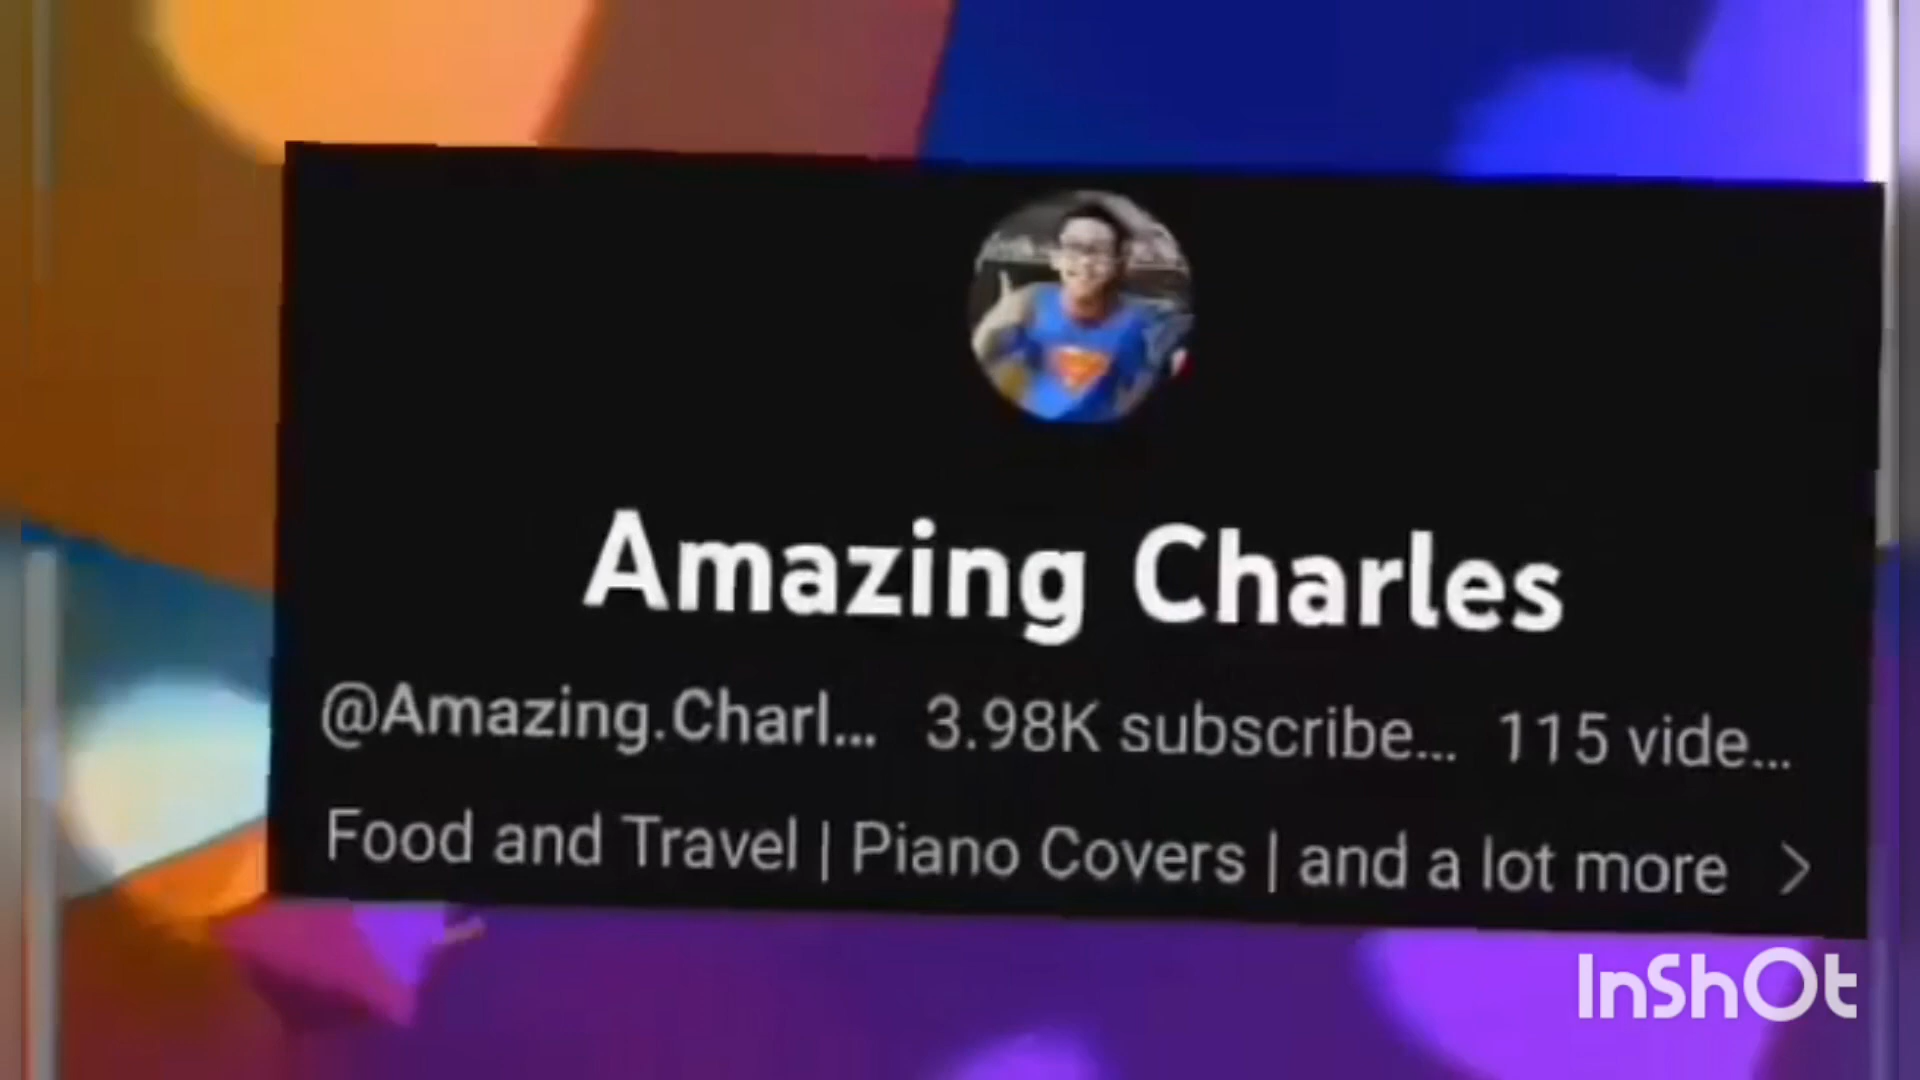 Amazing Charles
@Amazing.Charl... 3.98K subscribe... 115 vide...
Food and Travel | Piano Covers | and a lot more
InShOt